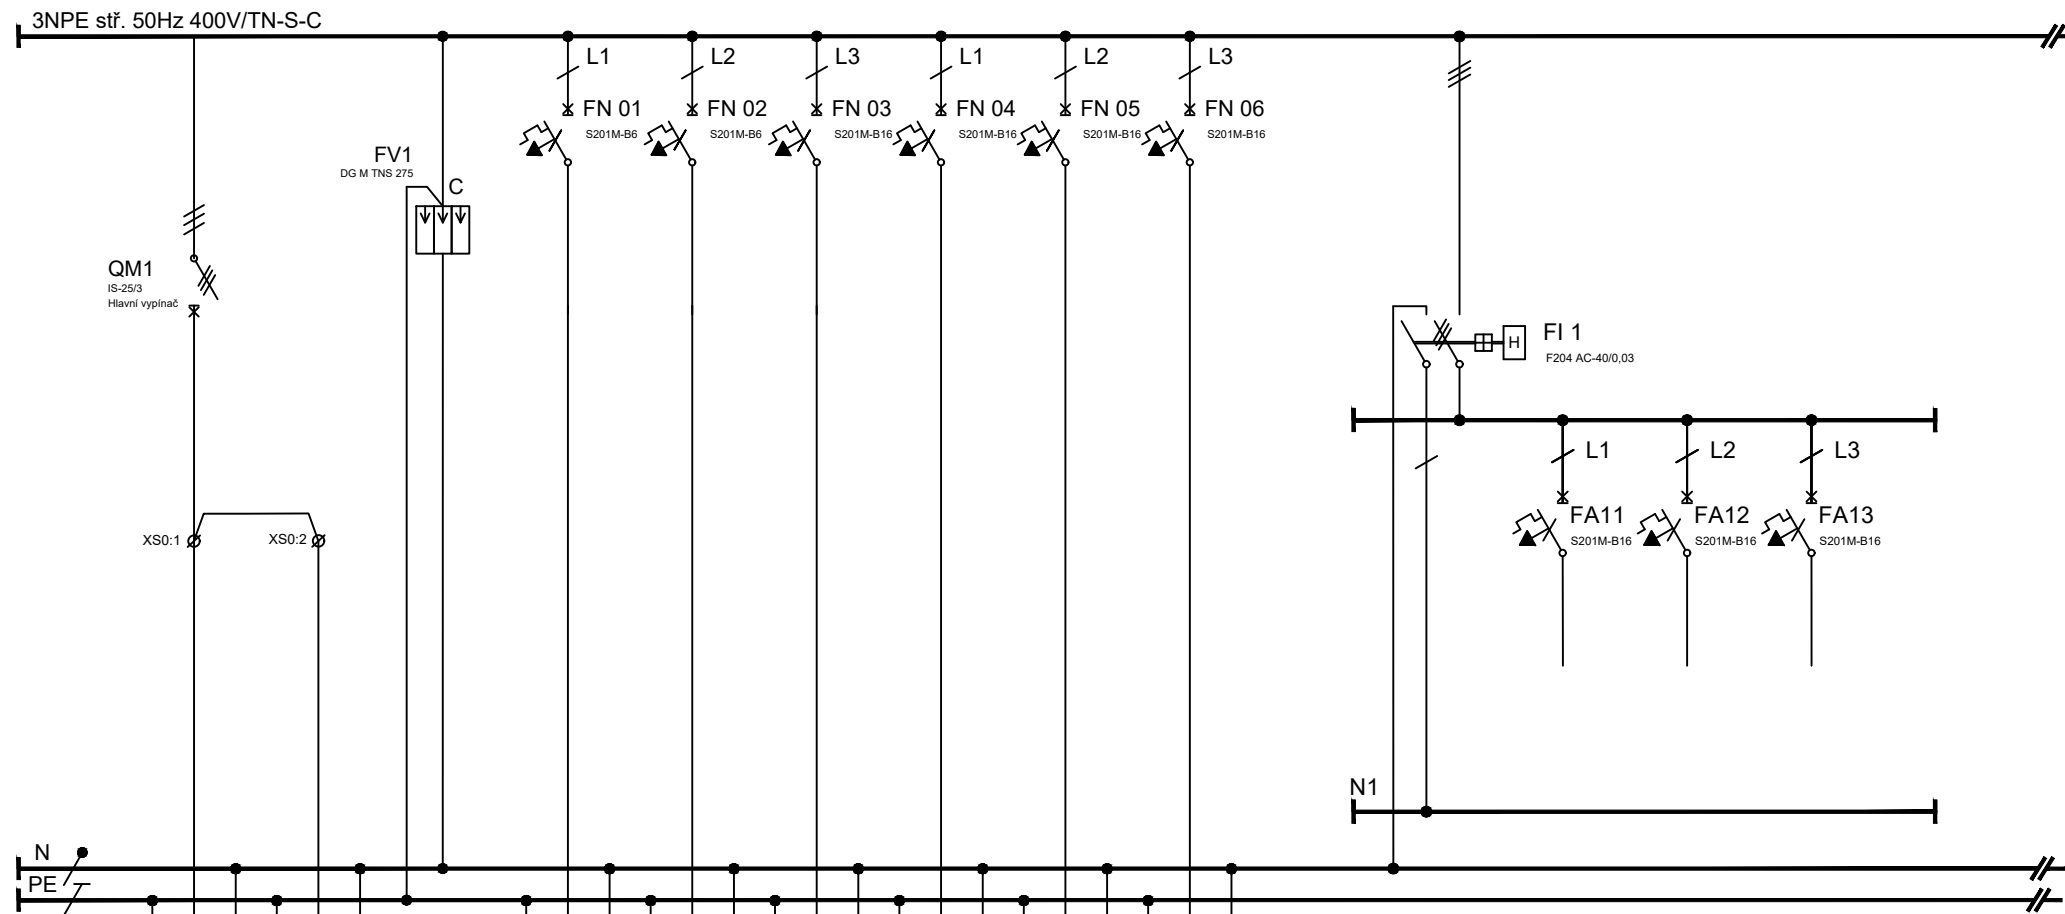 3NPE stř. 50Hz 400V/TN-S-C
L1
L2
L3
L1
L2
L3
FN 01
S201M-B6
FN 02
S201M-B6
FN 03
S201M-B16
FN 04
S201M-B16
FN 05
S201M-B16
FN 06
S201M-B16
FV1
DG M TNS 275
C
QM1
IS-25/3
Hlavní vypínač
H
FI 1
F204 AC-40/0,03
L1
L2
L3
FA11
S201M-B16
FA12
S201M-B16
FA13
S201M-B16
XS0:1
XS0:2
N1
N
PE